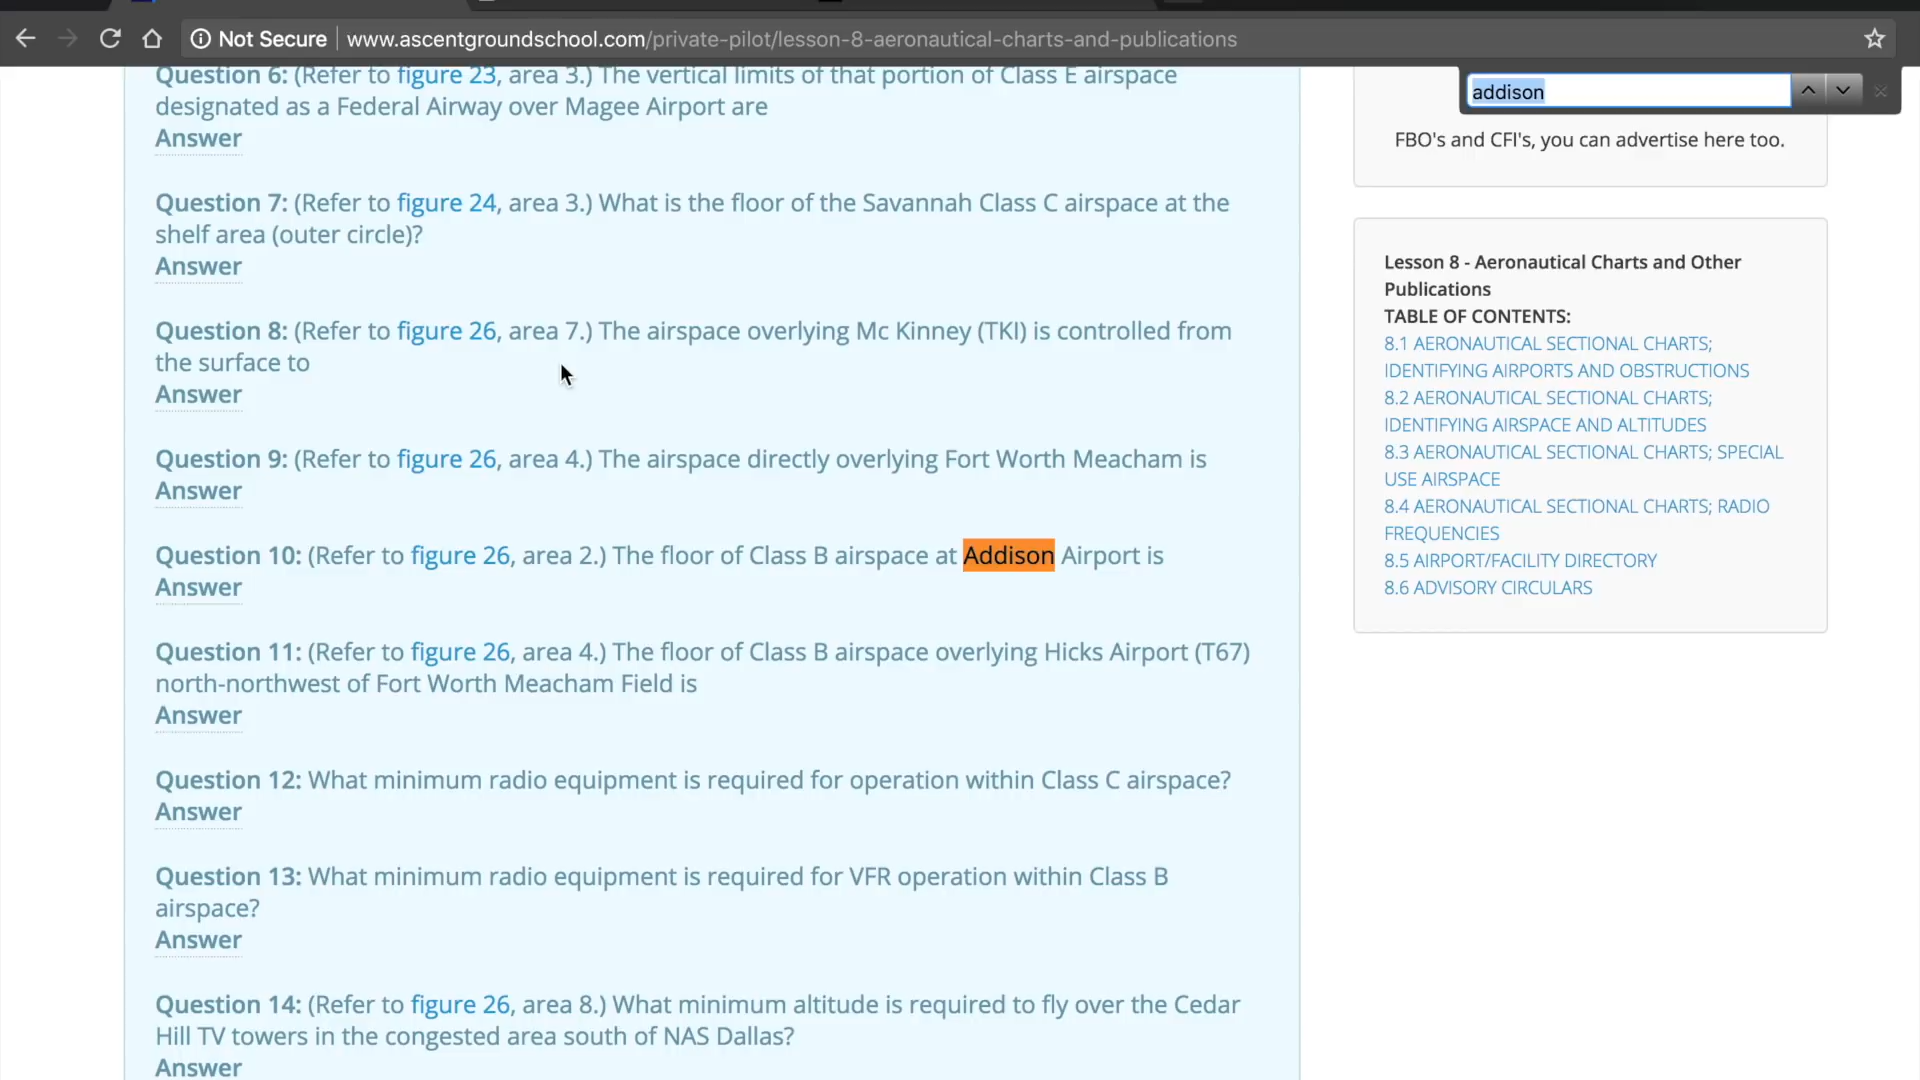 Not Secure www.ascentgroundschool.com/private-pilot/lesson-8-aeronautical-charts-and-publications
addison
Question 6: (Refer to figure 23, area 3.) The vertical limits of that portion of Class E airspace
designated as a Federal Airway over Magee Airport are
Answer
Question 7: (Refer to figure 24, area 3.) What is the floor of the Savannah Class C airspace at the
shelf area (outer circle)?
Answer
Question 8: (Refer to figure 26, area 7.) The airspace overlying Mc Kinney (TKI) is controlled from
the surface to
Answer
Question 9: (Refer to figure 26, area 4.) The airspace directly overlying Fort Worth Meacham is
Answer
Question 10: (Refer to figure 26, area 2.) The floor of Class B airspace at Addison Airport is
Answer
Question 11: (Refer to figure 26, area 4.) The floor of Class B airspace overlying Hicks Airport (T67)
north-northwest of Fort Worth Meacham Field is
Answer
Question 12: What minimum radio equipment is required for operation within Class C airspace?
Answer
Question 13: What minimum radio equipment is required for VFR operation within Class B
airspace?
Answer
Question 14: (Refer to figure 26, area 8.) What minimum altitude is required to fly over the Cedar
Hill TV towers in the congested area south of NAS Dallas?
Answer
FBO's and CFI's, you can advertise here too.
Lesson 8 - Aeronautical Charts and Other
Publications
TABLE OF CONTENTS:
8.1 AERONAUTICAL SECTIONAL CHARTS;
IDENTIFYING AIRPORTS AND OBSTRUCTIONS
8.2 AERONAUTICAL SECTIONAL CHARTS;
IDENTIFYING AIRSPACE AND ALTITUDES
8.3 AERONAUTICAL SECTIONAL CHARTS; SPECIAL
USE AIRSPACE
8.4 AERONAUTICAL SECTIONAL CHARTS; RADIO
FREQUENCIES
8.5 AIRPORT/FACILITY DIRECTORY
8.6 ADVISORY CIRCULARS